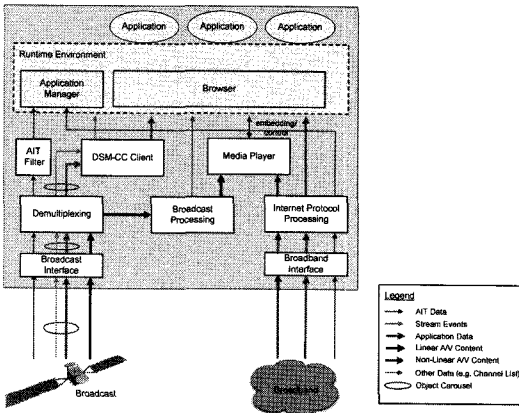 Application
Application
Application
Runtime Environment
Application
Manager
Browser
embedding/
control
AIT
Filter
DSM-CC Client
Media Player
Demultiplexing
Broadcast
Processing
Internet Protocol
Processing
Broadcast
Interface
Broadband
Interface
Broadcast
Broadband
Legend
AIT Data
Stream Events
Application Data
Linear A/V Content
Non-Linear A/V Content
Other Data (e.g. Channel List)
Object Carousel